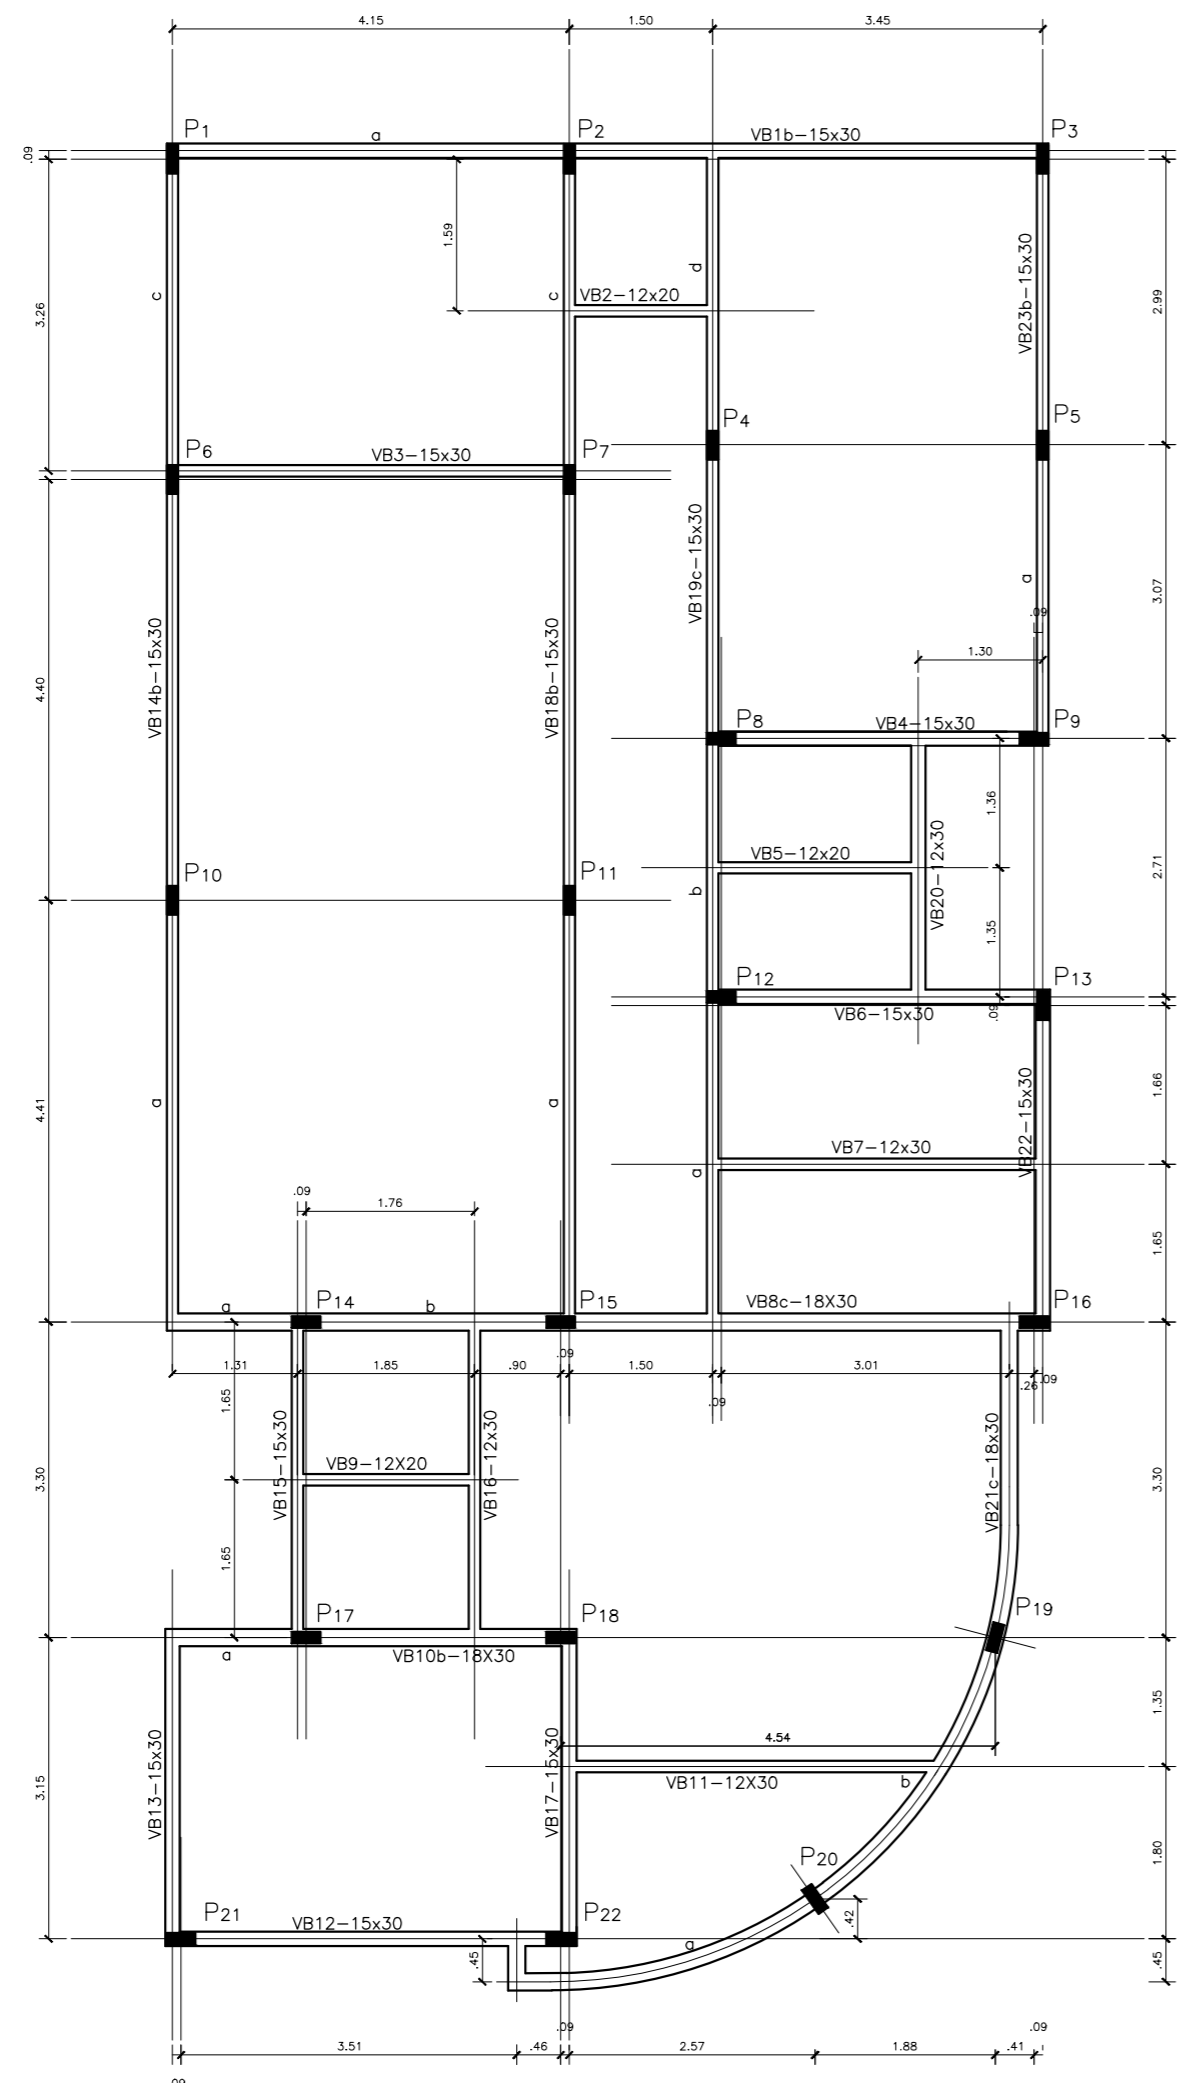 4.15 1.50 3.45
P1 a P2 VB1b-15x30 P3
.09
1.59
c
c
d
VB2-12x20
VB23b-15x30
3.26
2.99
P4
P5
P6 VB3-15x30 P7
VB19c-15x30
a
3.07
.09
1.30
VB14b-15x30
VB18b-15x30
4.40
P8 VB4-15x30 P9
1.36
VB5-12x20
VB20-12x30
2.71
P10
P11
b
1.35
P12
P13
VB6-15x30
.09
4.41
a
a
VB22-15x30
1.66
VB7-12x30
a
.09
1.76
1.65
a P14 b P15 VB8c-18X30 P16
.09
1.31 1.85 .90 1.50 3.01
.26 .09
.09
1.65
VB15-15x30
VB16-12x30
VB21c-18x30
3.30
3.30
VB9-12X20
1.65
P17
P18
P19
a
VB10b-18X30
1.35
4.54
VB13-15x30
VB17-15x30
VB11-12X30
b
3.15
P20
1.80
P21 VB12-15x30 P22
.42
a
.45
.45
.09
.09
3.51 .46 2.57 1.88 .41
.09